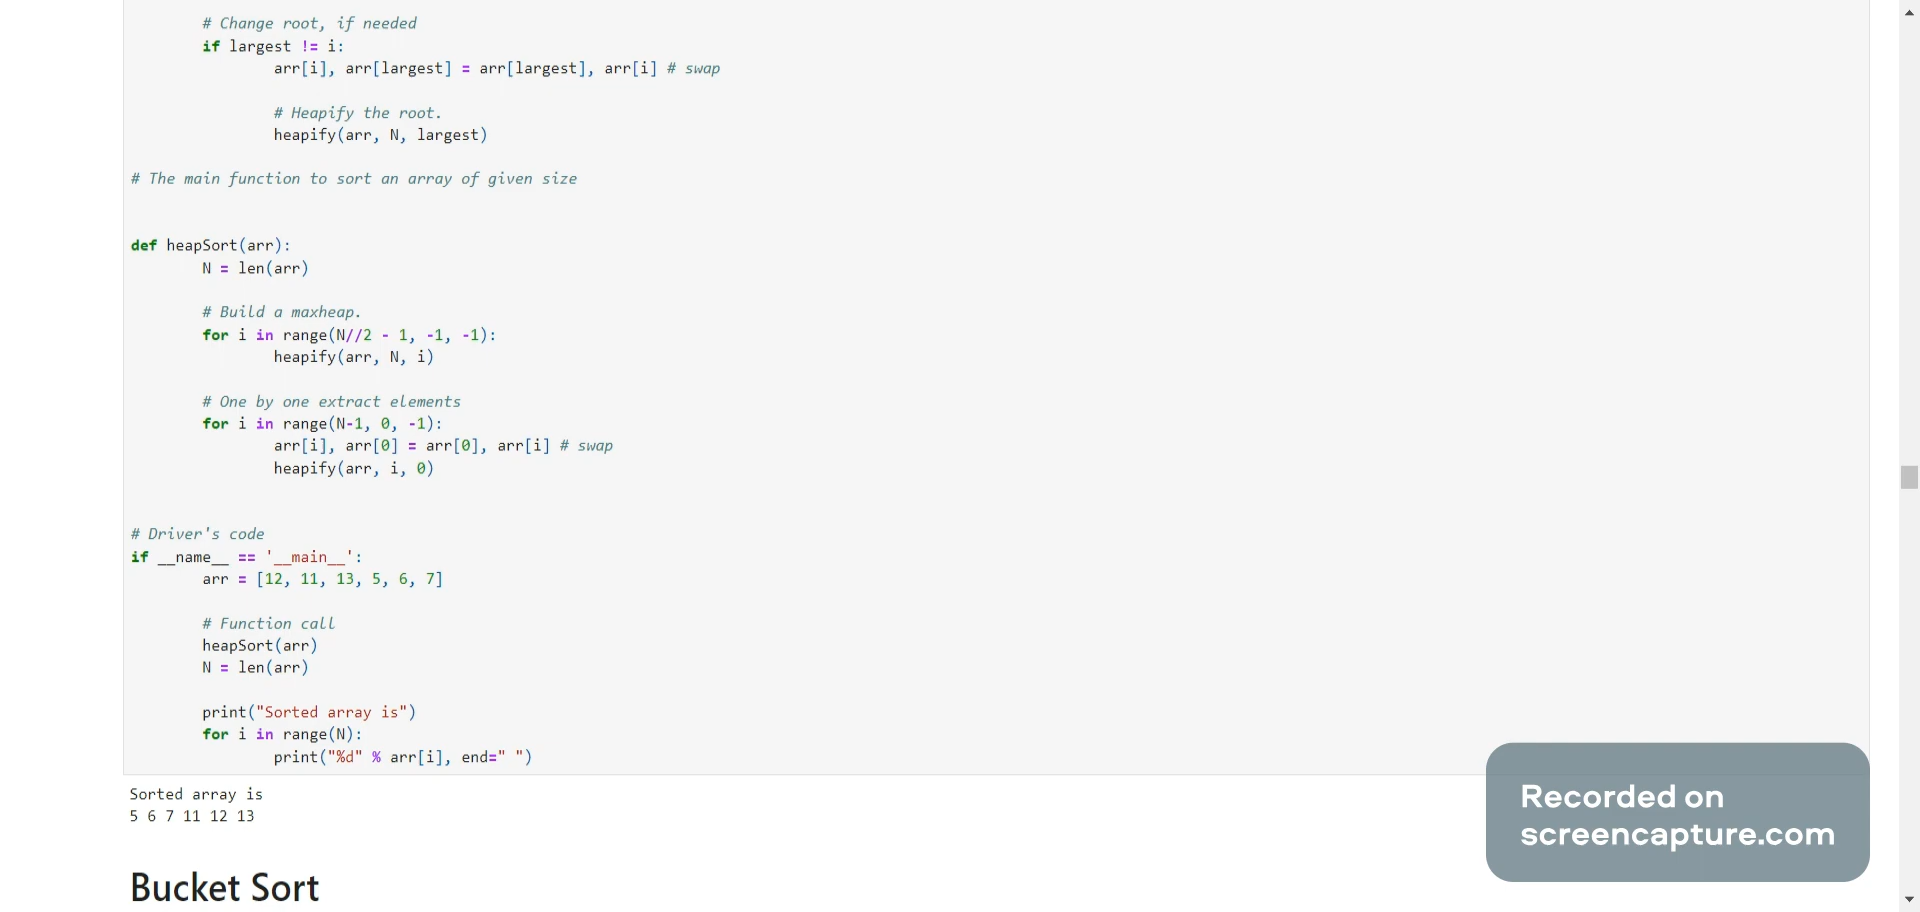 # Change root, if needed
if largest != i:
arr[i], arr[largest] = arr[largest], arr[i] # swap
# Heapify the root.
heapify(arr, N, largest)
# The main function to sort an array of given size
def heapSort(arr):
N = len(arr)
# Build a maxheap.
for i in range(N//2 - 1, -1, -1):
heapify(arr, N, i)
# One by one extract elements
for i in range(N-1, 0, -1):
arr[i], arr[0] = arr[0], arr[i] # swap
heapify(arr, i, 0)
# Driver's code
if __name__ == '__main__':
arr = [12, 11, 13, 5, 6, 7]
# Function call
heapSort(arr)
N = len(arr)
print("Sorted array is")
for i in range(N):
print("%d" % arr[i], end=" ")
Sorted array is
5 6 7 11 12 13
Bucket Sort
Recorded on
screencapture.com